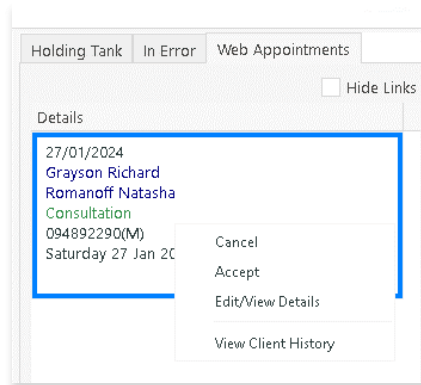 Holding Tank In Error Web Appointments
Hide Links
Details
27/01/2024
Grayson Richard
Romanoff Natasha
Consultation
094892290(M)
Saturday 27 Jan
Cancel
Accept
Edit/View Details
View Client History